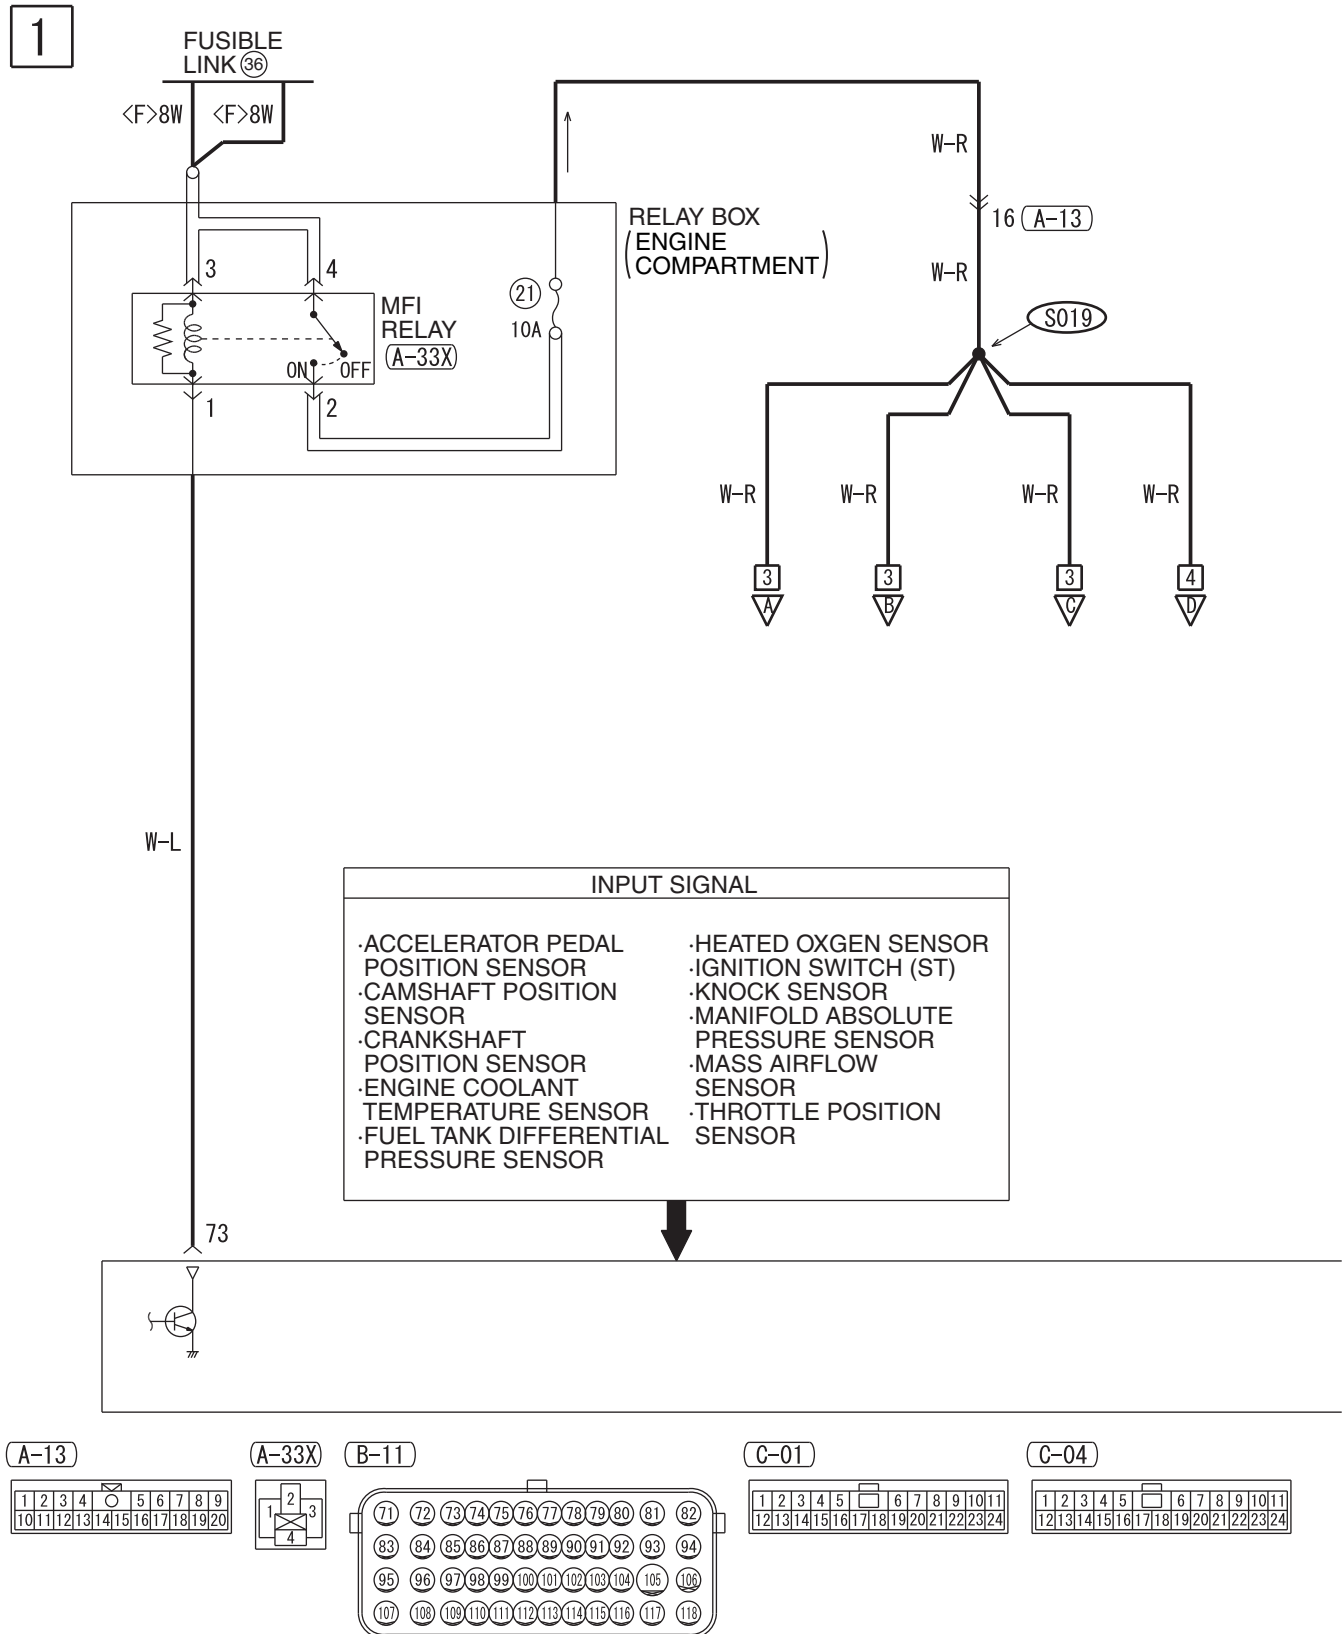 1
FUSIBLE
LINK 36
<F>8W <F>8W
W-R
16 A-13
RELAY BOX
(ENGINE
COMPARTMENT)
W-R
3 4
21
10A
MFI
RELAY
A-33X
S019
ON OFF
1 2
W-R W-R W-R W-R
3 3 3 4
A B C D
W-L
INPUT SIGNAL
·ACCELERATOR PEDAL
POSITION SENSOR
·CAMSHAFT POSITION
SENSOR
·CRANKSHAFT
POSITION SENSOR
·ENGINE COOLANT
TEMPERATURE SENSOR
·FUEL TANK DIFFERENTIAL
PRESSURE SENSOR
·HEATED OXGEN SENSOR
·IGNITION SWITCH (ST)
·KNOCK SENSOR
·MANIFOLD ABSOLUTE
PRESSURE SENSOR
·MASS AIRFLOW
SENSOR
·THROTTLE POSITION
SENSOR
73
A-13
1 2 3 4 5 6 7 8 9
10 11 12 13 14 15 16 17 18 19 20
A-33X
2
1 3
4
B-11
71 72 73 74 75 76 77 78 79 80 81 82
83 84 85 86 87 88 89 90 91 92 93 94
95 96 97 98 99 100 101 102 103 104 105 106
107 108 109 110 111 112 113 114 115 116 117 118
C-01
1 2 3 4 5 6 7 8 9 10 11
12 13 14 15 16 17 18 19 20 21 22 23 24
C-04
1 2 3 4 5 6 7 8 9 10 11
12 13 14 15 16 17 18 19 20 21 22 23 24